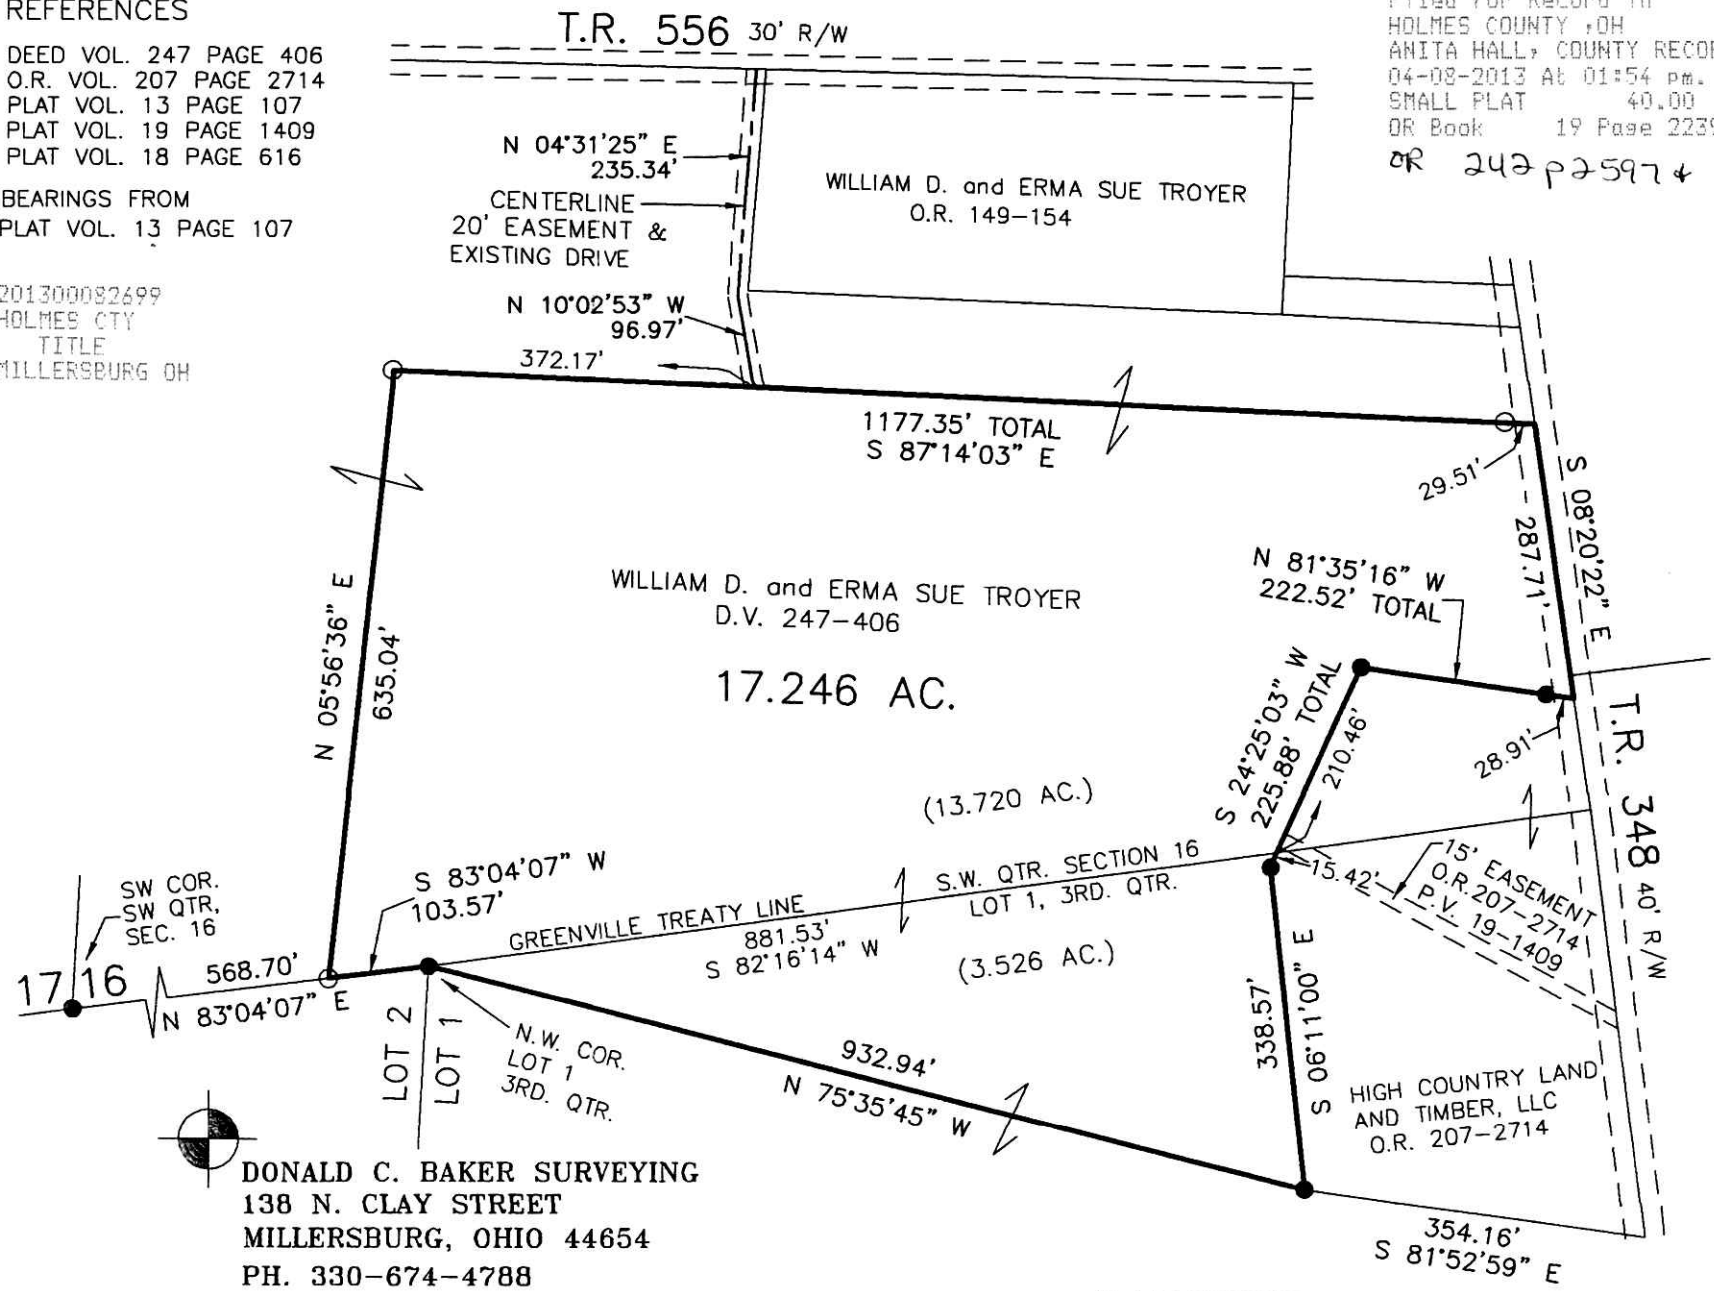 REFERENCES
DEED VOL. 247 PAGE 406
O.R. VOL. 207 PAGE 2714
PLAT VOL. 13 PAGE 107
PLAT VOL. 19 PAGE 1409
PLAT VOL. 18 PAGE 616
BEARINGS FROM
PLAT VOL. 13 PAGE 107
201300082699
HOLMES CTY
TITLE
MILLERSBURG OH
T.R. 556 30' R/W
Filed For Record in
HOLMES COUNTY , OH
ANITA HALL, COUNTY RECOR
04-08-2013 At 01:54 pm.
SMALL PLAT 40.00
OR Book 19 Page 2239
OR 242 p 2597 +
N 04°31'25" E
235.34'
CENTERLINE
20' EASEMENT &
EXISTING DRIVE
N 10°02'53" W
96.97'
WILLIAM D. and ERMA SUE TROYER
O.R. 149-154
372.17'
1177.35' TOTAL
S 87°14'03" E
29.51'
S 08°20'22" E
287.71'
N 81°35'16" W
222.52' TOTAL
WILLIAM D. and ERMA SUE TROYER
D.V. 247-406
17.246 AC.
N 05°56'36" E
635.04'
S 24°25'03" W
225.88' TOTAL
210.46'
28.91'
T.R. 348 40' R/W
(13.720 AC.)
S 83°04'07" W
103.57'
GREENVILLE TREATY LINE
881.53'
S 82°16'14" W
S.W. QTR. SECTION 16
LOT 1, 3RD. QTR.
(3.526 AC.)
15.42'
15' EASEMENT
O.R.207-2714
P.V. 19-1409
SW COR.
SW QTR,
SEC. 16
17 16
568.70'
N 83°04'07" E
LOT 2
LOT 1
N.W. COR.
LOT 1
3RD. QTR.
932.94'
N 75°35'45" W
338.57'
S 06°11'00" E
HIGH COUNTRY LAND
AND TIMBER, LLC
O.R. 207-2714
354.16'
S 81°52'59" E
DONALD C. BAKER SURVEYING
138 N. CLAY STREET
MILLERSBURG, OHIO 44654
PH. 330-674-4788